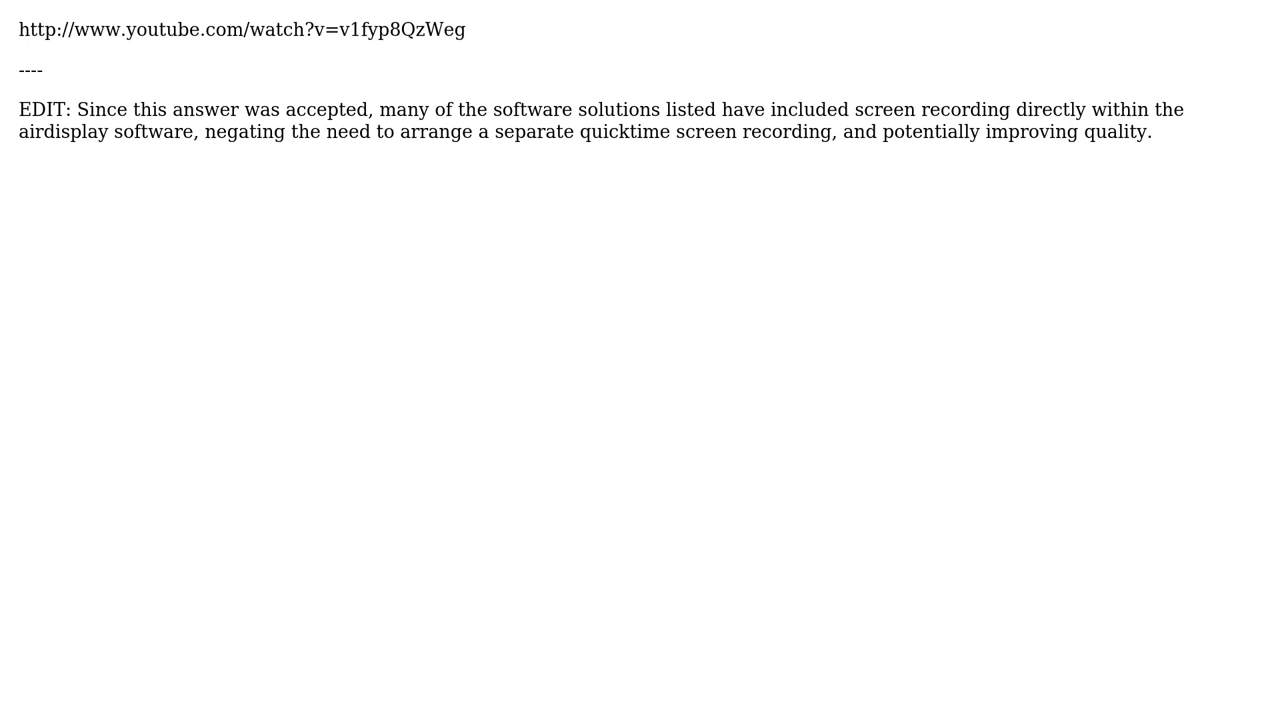 http://www.youtube.com/watch?v=v1fyp8QzWeg
----
EDIT: Since this answer was accepted, many of the software solutions listed have included screen recording directly within the
airdisplay software, negating the need to arrange a separate quicktime screen recording, and potentially improving quality.